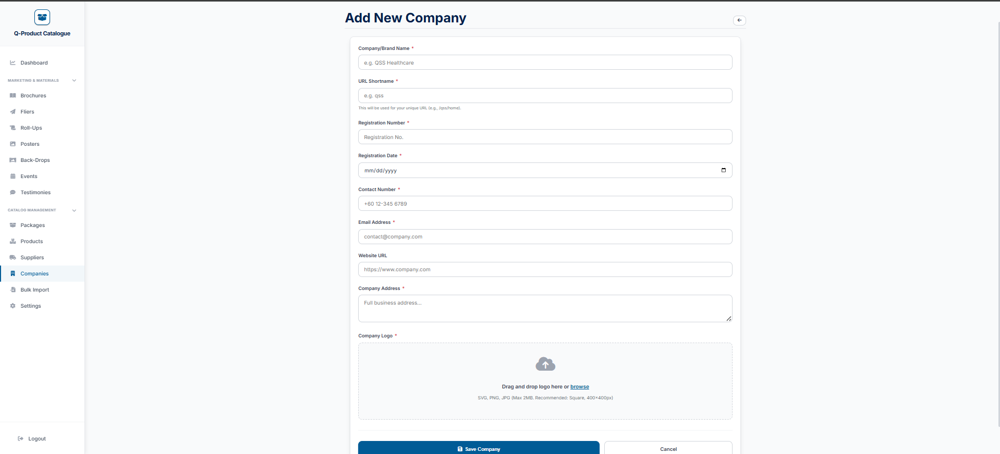 Q-Product Catalogue
Dashboard
MARKETING & MATERIALS
Brochures
Fliers
Roll-Ups
Posters
Back-Drops
Events
Testimonies
CATALOG MANAGEMENT
Packages
Products
Suppliers
Companies
Bulk Import
Settings
Logout
Add New Company
Company/Brand Name *
e.g. QSS Healthcare
URL Shortname *
e.g. qss
This will be used for your unique URL (e.g., /qss/home).
Registration Number *
Registration No.
Registration Date *
mm/dd/yyyy
Contact Number *
+60 12-345 6789
Email Address *
contact@company.com
Website URL
https://www.company.com
Company Address *
Full business address...
Company Logo *
Drag and drop logo here or browse
SVG, PNG, JPG (Max 2MB. Recommended: Square, 400×400px)
Save Company
Cancel